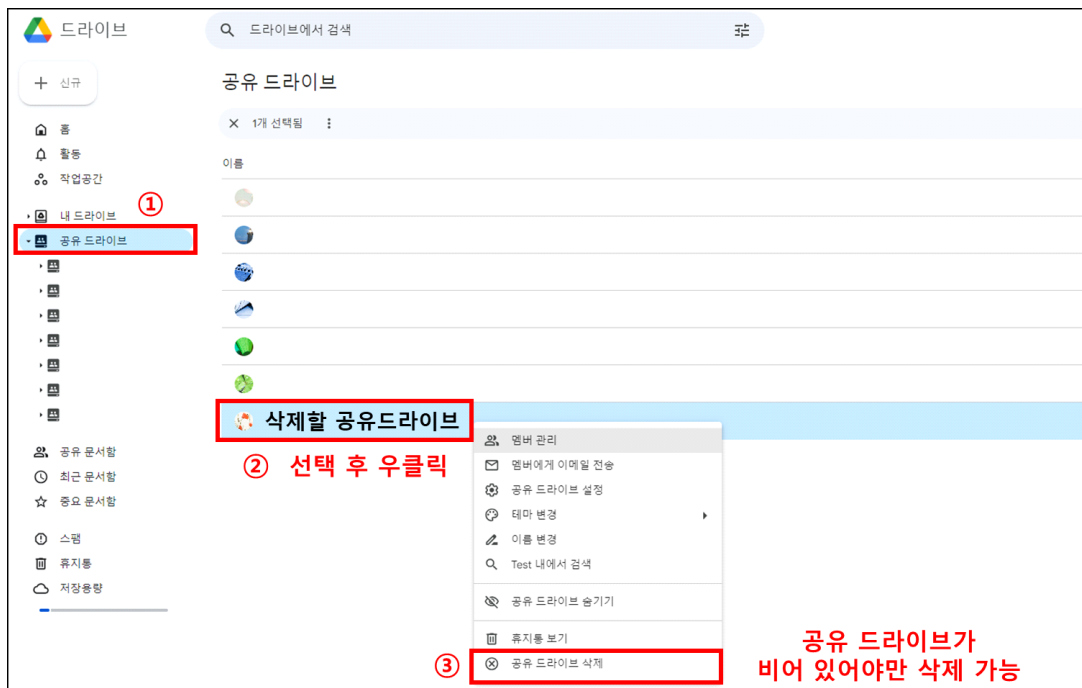 드라이브
드라이브에서 검색
신규
공유 드라이브
1개 선택됨
홈
활동
작업공간
이름
①
내 드라이브
공유 드라이브
삭제할 공유드라이브
② 선택 후 우클릭
멤버 관리
멤버에게 이메일 전송
공유 드라이브 설정
테마 변경
이름 변경
Test 내에서 검색
공유 드라이브 숨기기
휴지통 보기
③
공유 드라이브 삭제
공유 드라이브가
비어 있어야만 삭제 가능
공유 문서함
최근 문서함
중요 문서함
스팸
휴지통
저장용량